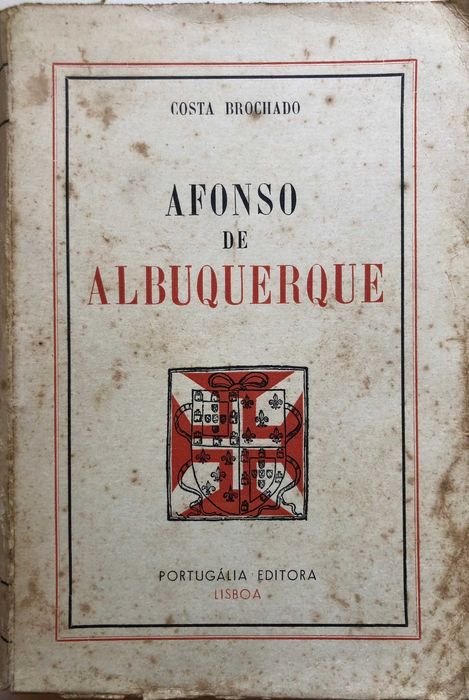 COSTA BROCHADO
AFONSO
DE
ALBUQUERQUE
PORTUGÁLIA EDITORA
LISBOA